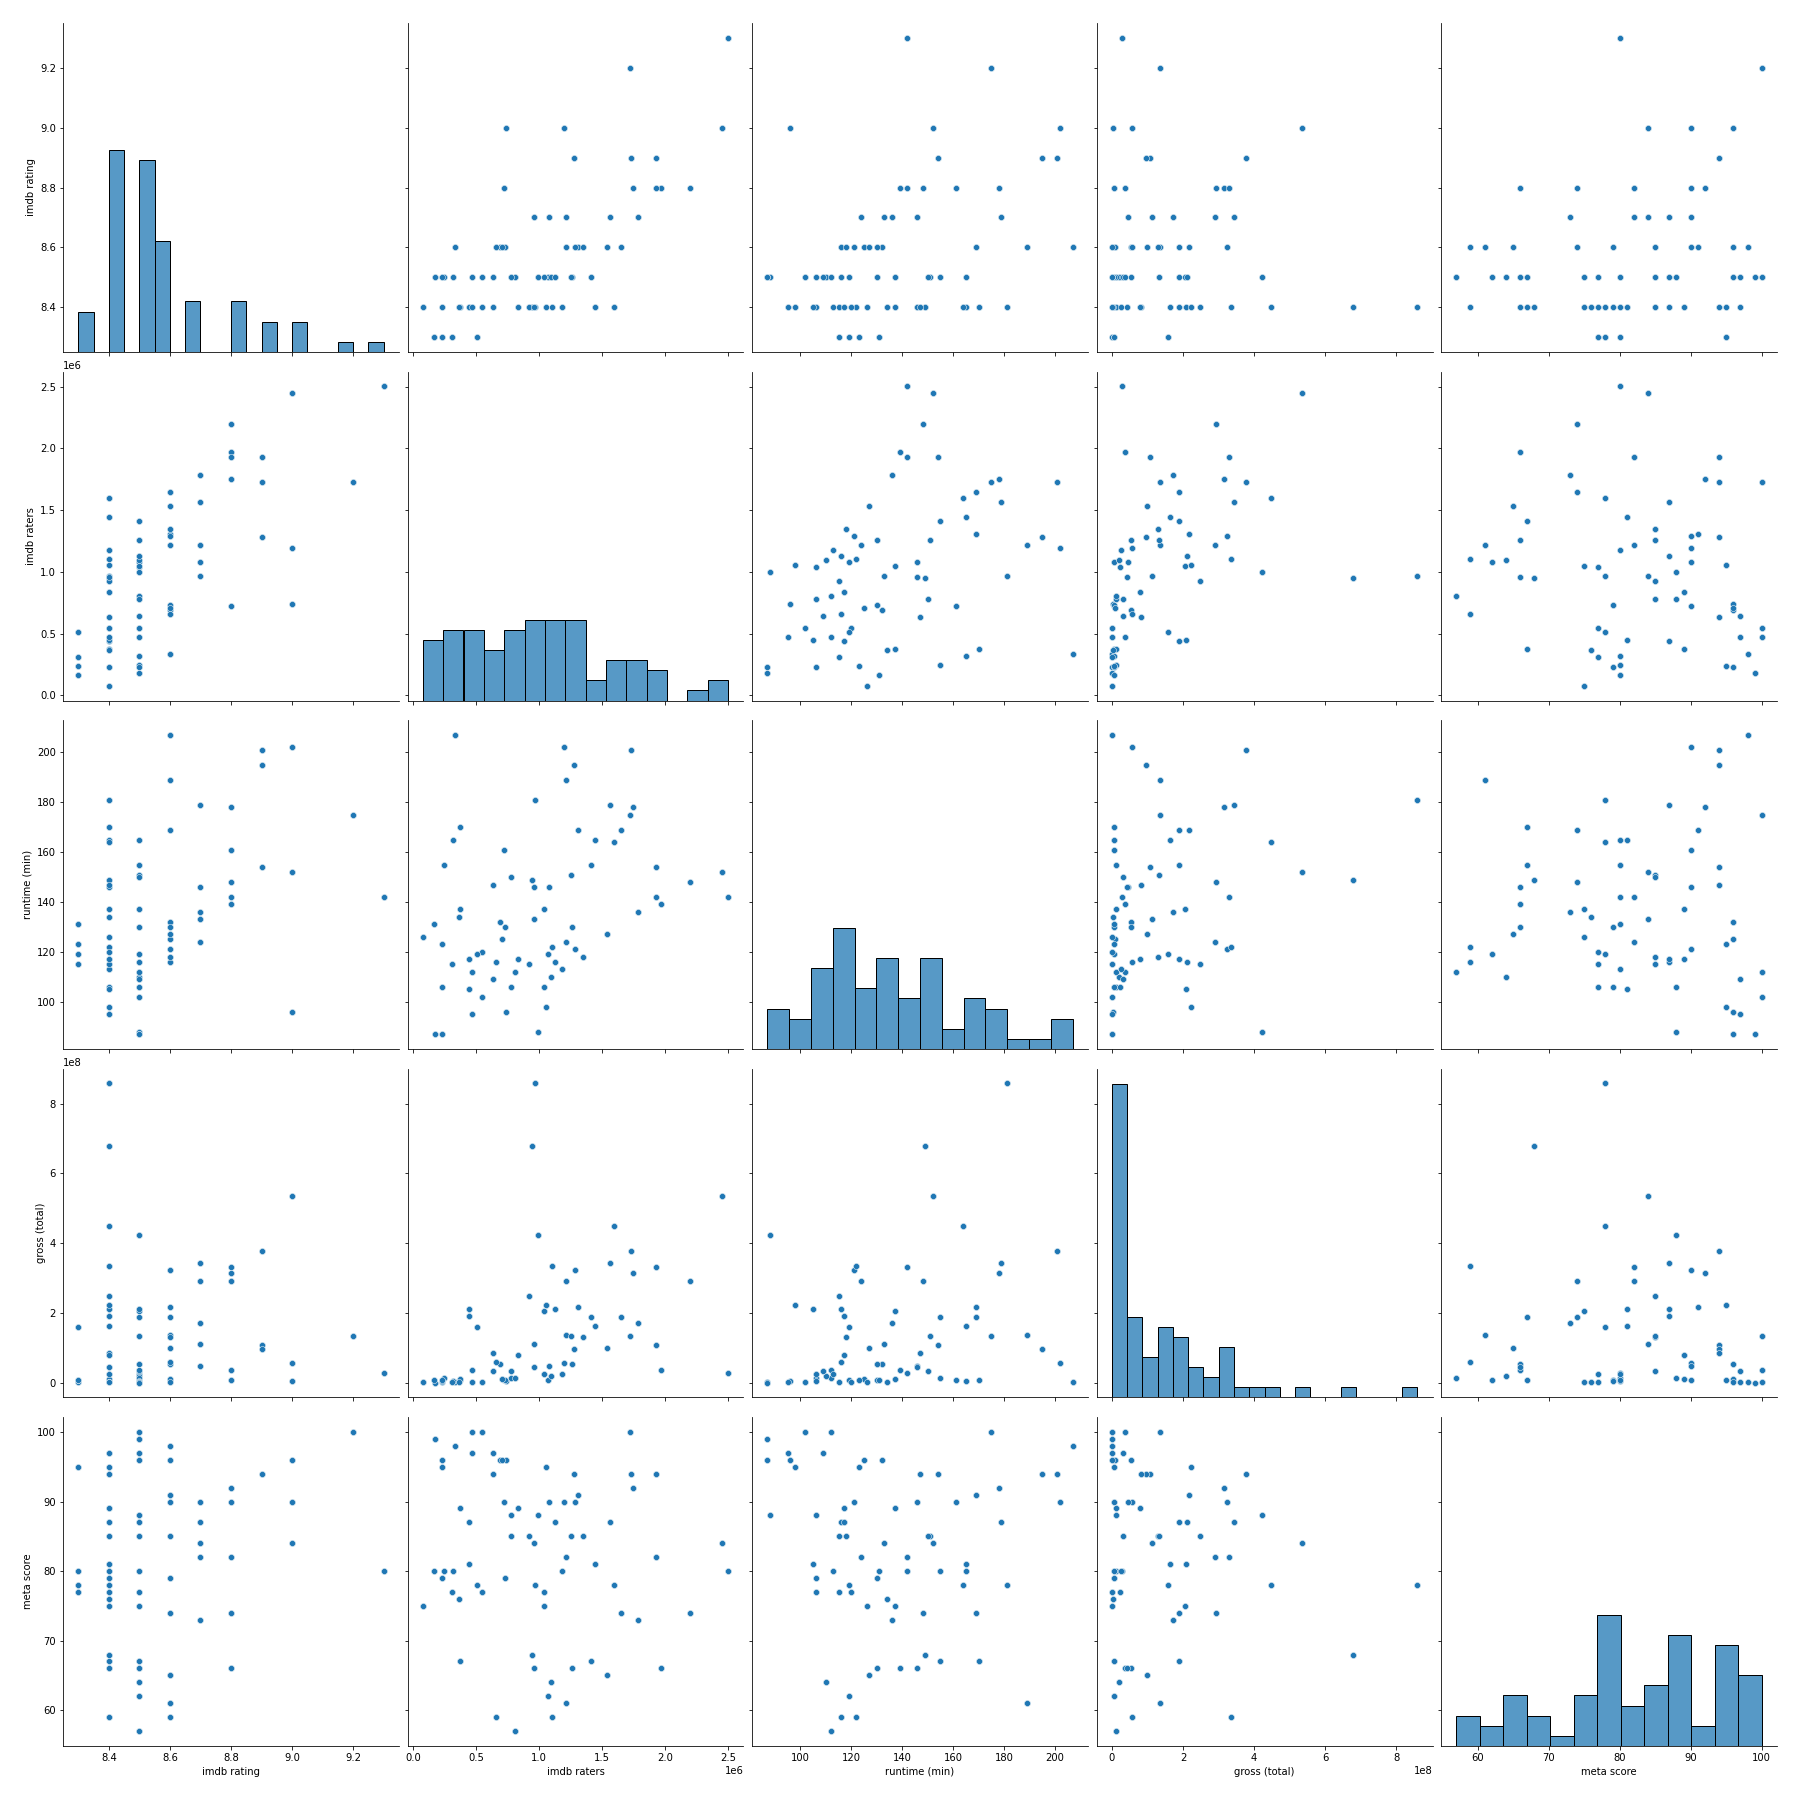 9.2
9.0
8.8
8.6
8.4
imdb rating
1e6
2.5
2.0
1.5
1.0
0.5
0.0
imdb raters
200
180
160
140
120
100
runtime (min)
1e8
8
6
4
2
0
gross (total)
100
90
80
70
60
meta score
8.4 8.6 8.8 9.0 9.2
imdb rating
0.0 0.5 1.0 1.5 2.0 2.5
imdb raters
1e6
100 120 140 160 180 200
runtime (min)
0 2 4 6 8
gross (total)
1e8
60 70 80 90 100
meta score